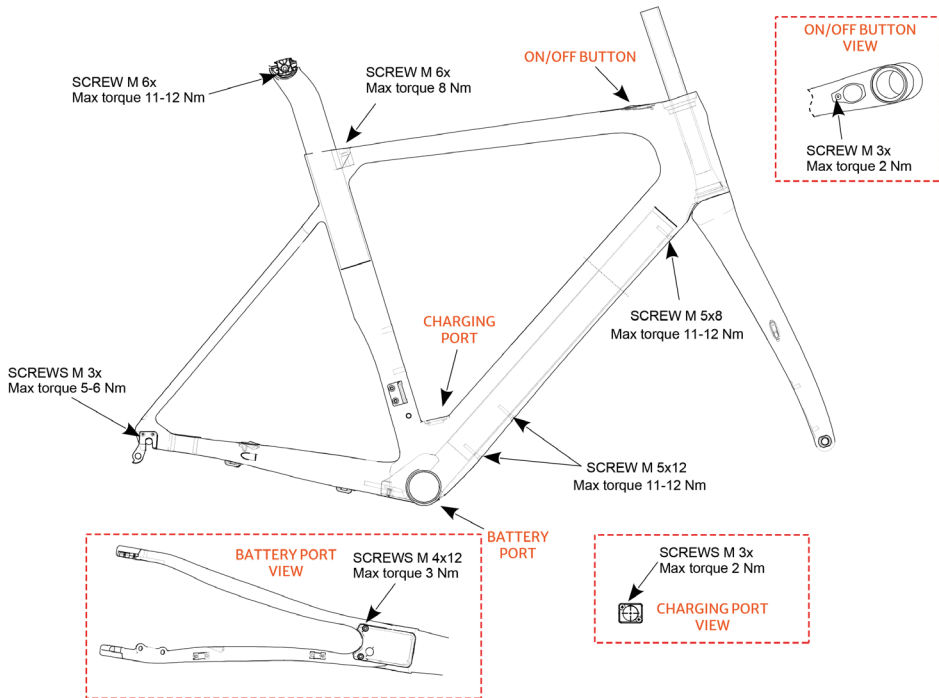 ON/OFF BUTTON
VIEW
SCREW M 3x
Max torque 2 Nm
ON/OFF BUTTON
SCREW M 6x
Max torque 8 Nm
SCREW M 6x
Max torque 11-12 Nm
SCREW M 5x8
Max torque 11-12 Nm
CHARGING
PORT
SCREWS M 3x
Max torque 5-6 Nm
SCREW M 5x12
Max torque 11-12 Nm
BATTERY
PORT
BATTERY PORT
VIEW
SCREWS M 4x12
Max torque 3 Nm
SCREWS M 3x
Max torque 2 Nm
CHARGING PORT
VIEW